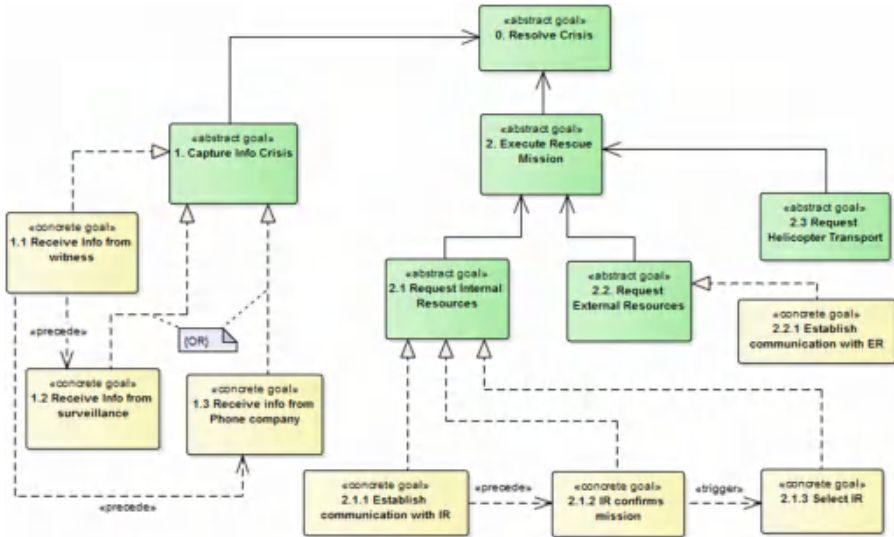 «abstract goal»
0. Resolve Crisis
«abstract goal»
1. Capture Info Crisis
«abstract goal»
2. Execute Rescue
Mission
«concrete goal»
1.1 Receive Info from
witness
«abstract goal»
2.3 Request
Helicopter Transport
«abstract goal»
2.1 Request Internal
Resources
«abstract goal»
2.2. Request
External Resources
«concrete goal»
2.2.1 Establish
communication with ER
«precede»
{OR}
«concrete goal»
1.2 Receive Info from
surveillance
«concrete goal»
1.3 Receive info from
Phone company
«precede»
«concrete goal»
2.1.1 Establish
communication with IR
«precede»
«concrete goal»
2.1.2 IR confirms
mission
«trigger»
«concrete goal»
2.1.3 Select IR